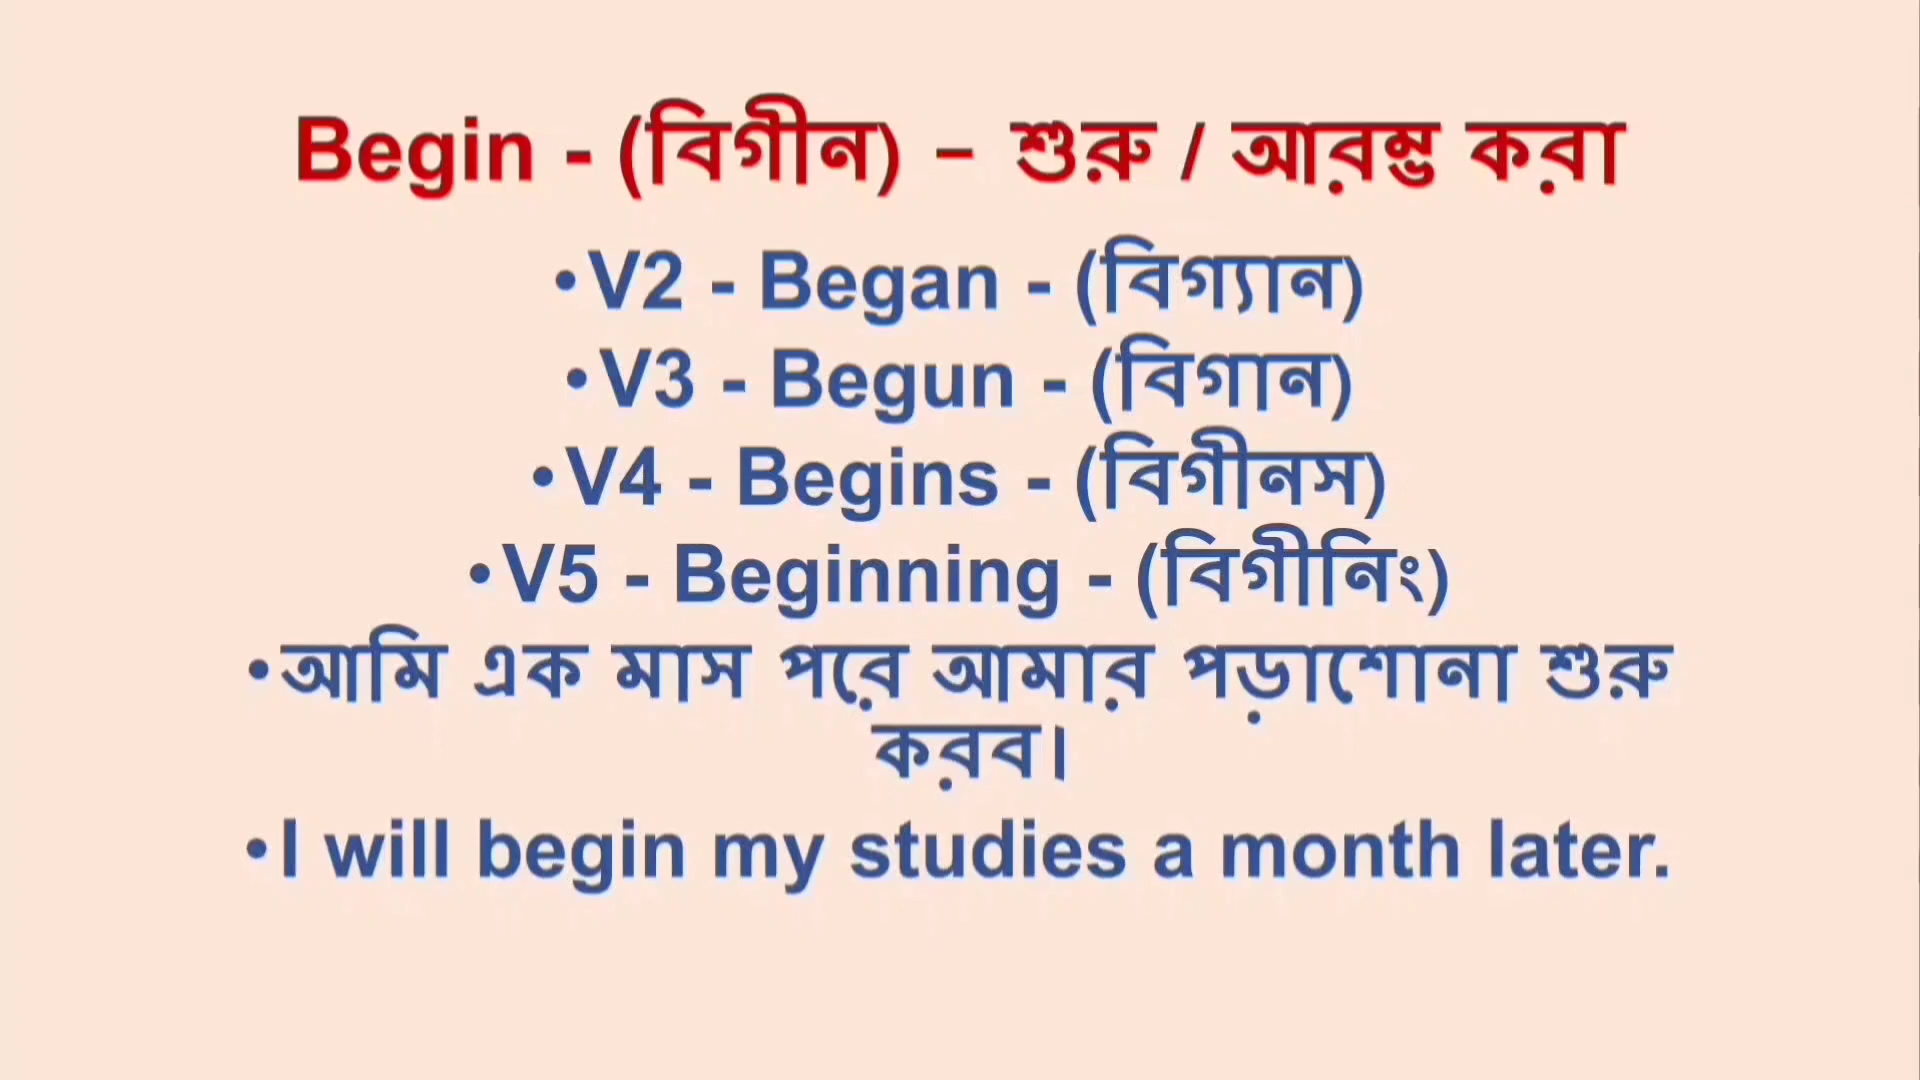 Begin - (বিগীন) – শুরু / আরম্ভ করা
•V2 - Began - (বিগ্যান)
•V3 - Begun - (বিগান)
•V4 - Begins - (বিগীনস)
•V5 - Beginning - (বিগীনিং)
•আমি এক মাস পরে আমার পড়াশোনা শুরু
করব।
•I will begin my studies a month later.